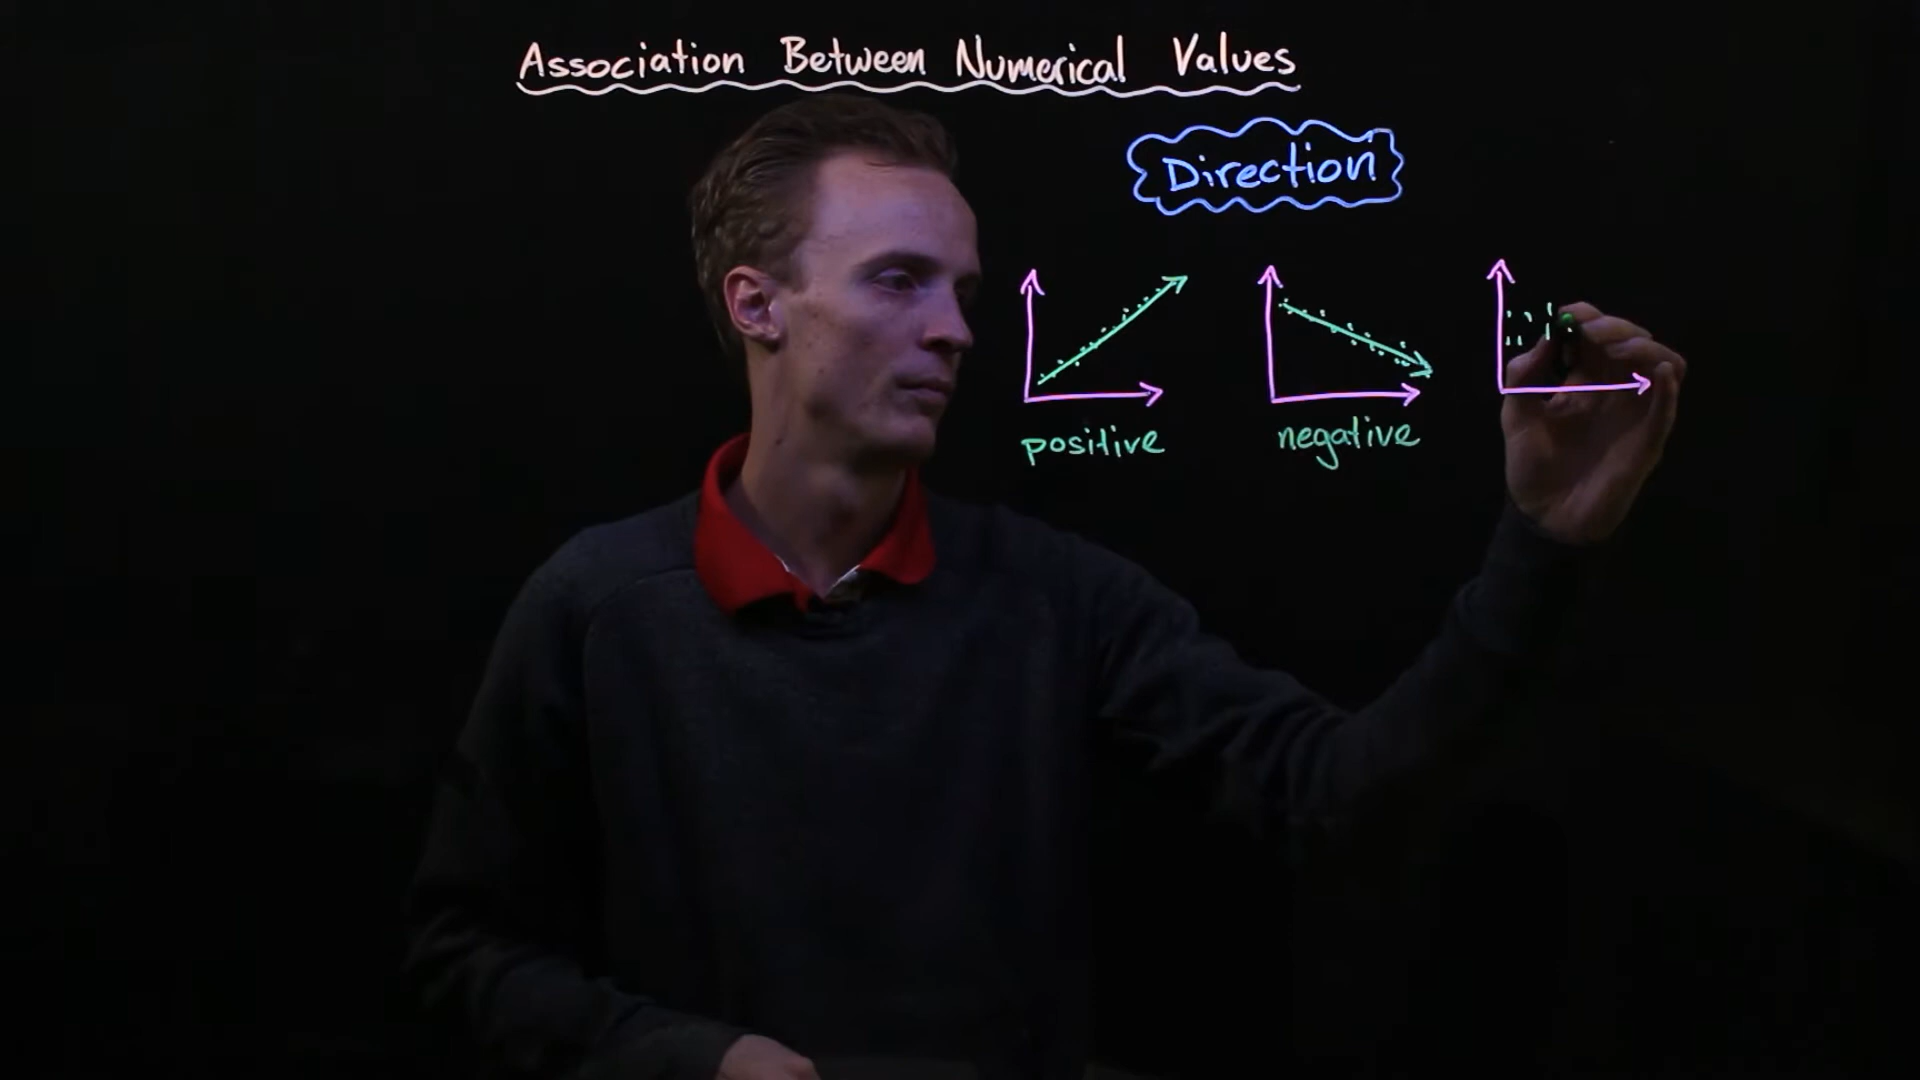 Association Between Numerical Values
Direction
positive
negative